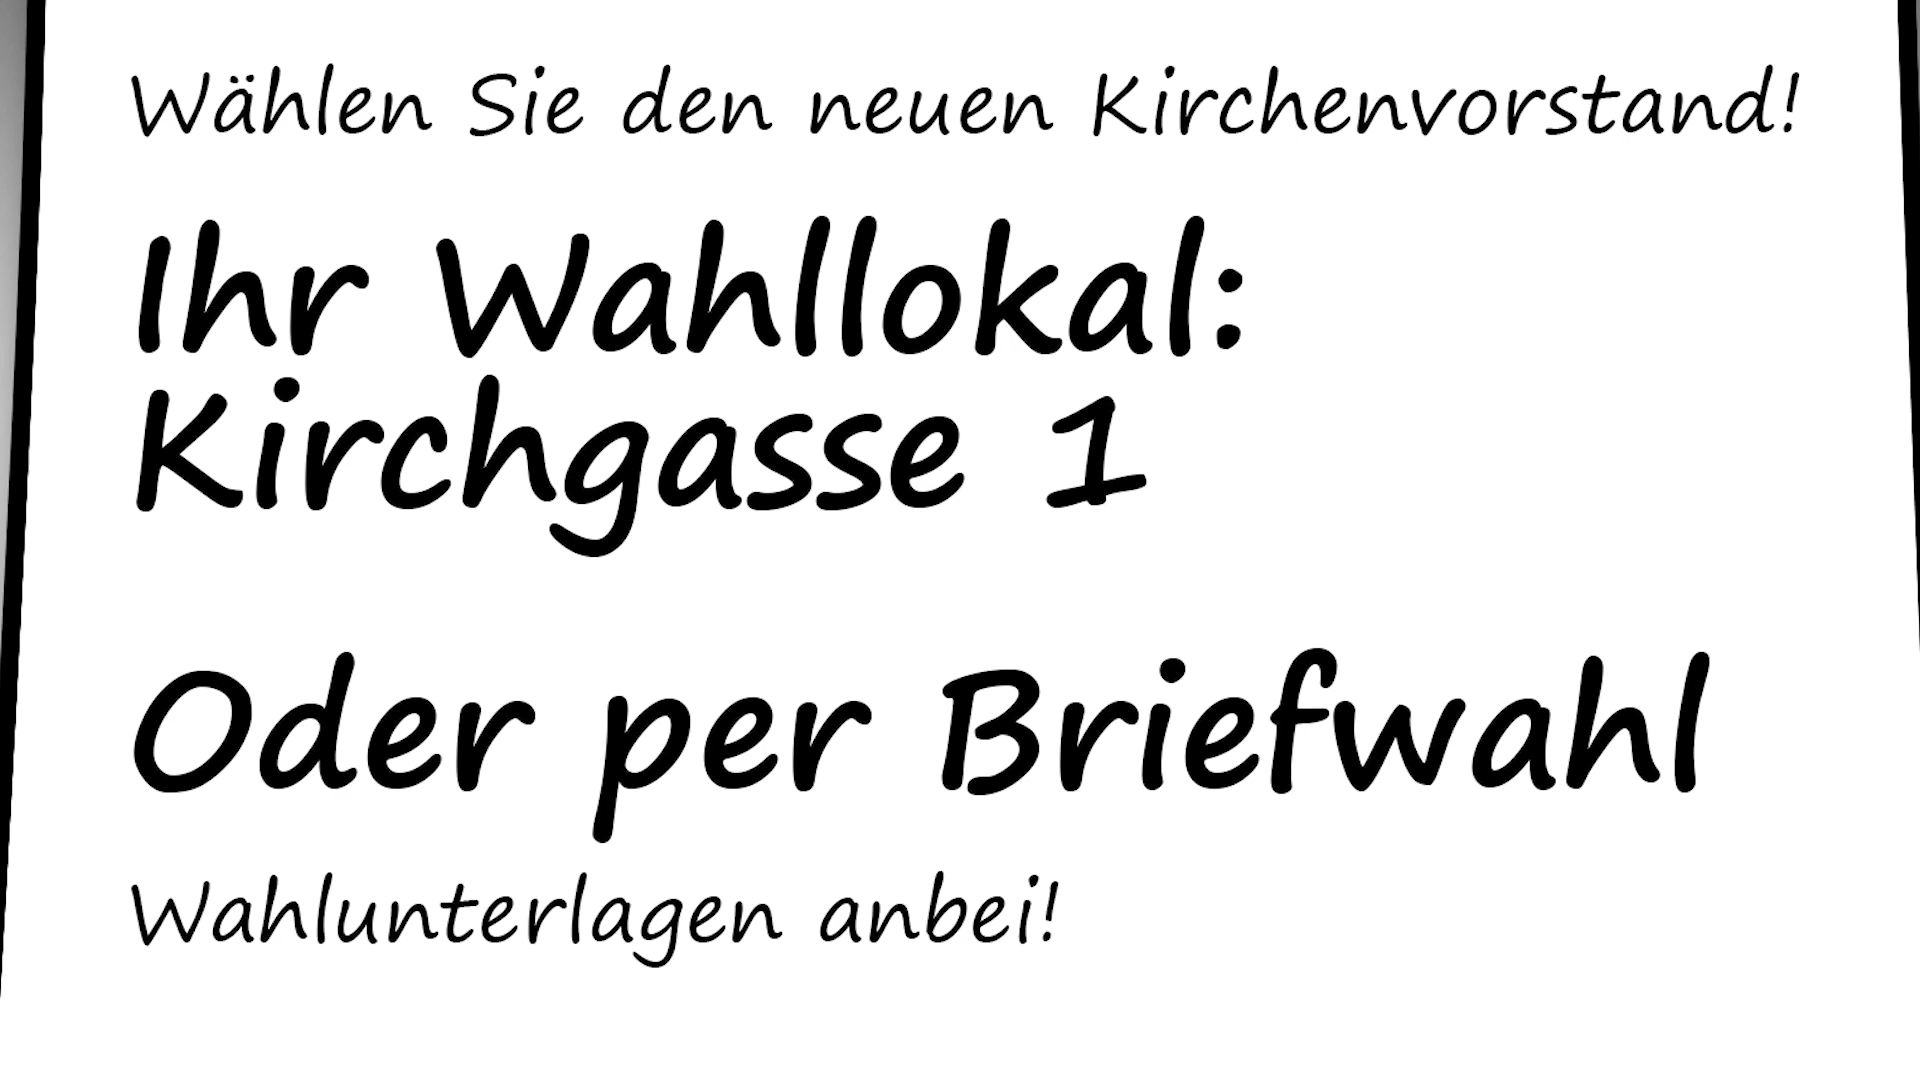 Wählen Sie den neuen Kirchenvorstand!
Ihr Wahllokal:
Kirchgasse 1
Oder per Briefwahl
Wahlunterlagen anbei!